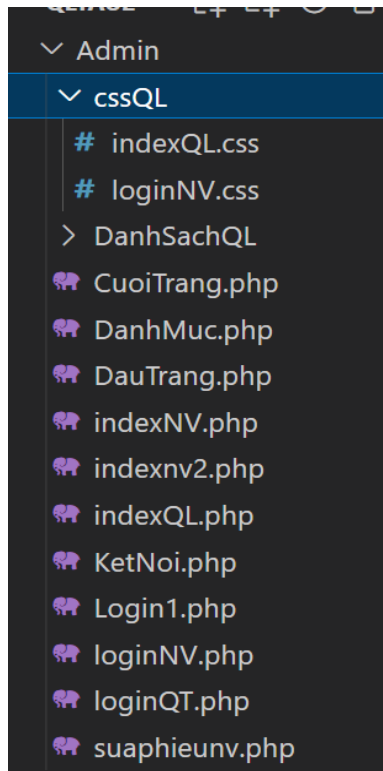 Admin
cssQL
# indexQL.css
# loginNV.css
DanhSachQL
CuoiTrang.php
DanhMuc.php
DauTrang.php
indexNV.php
indexnv2.php
indexQL.php
KetNoi.php
Login1.php
loginNV.php
loginQT.php
suaphieunv.php